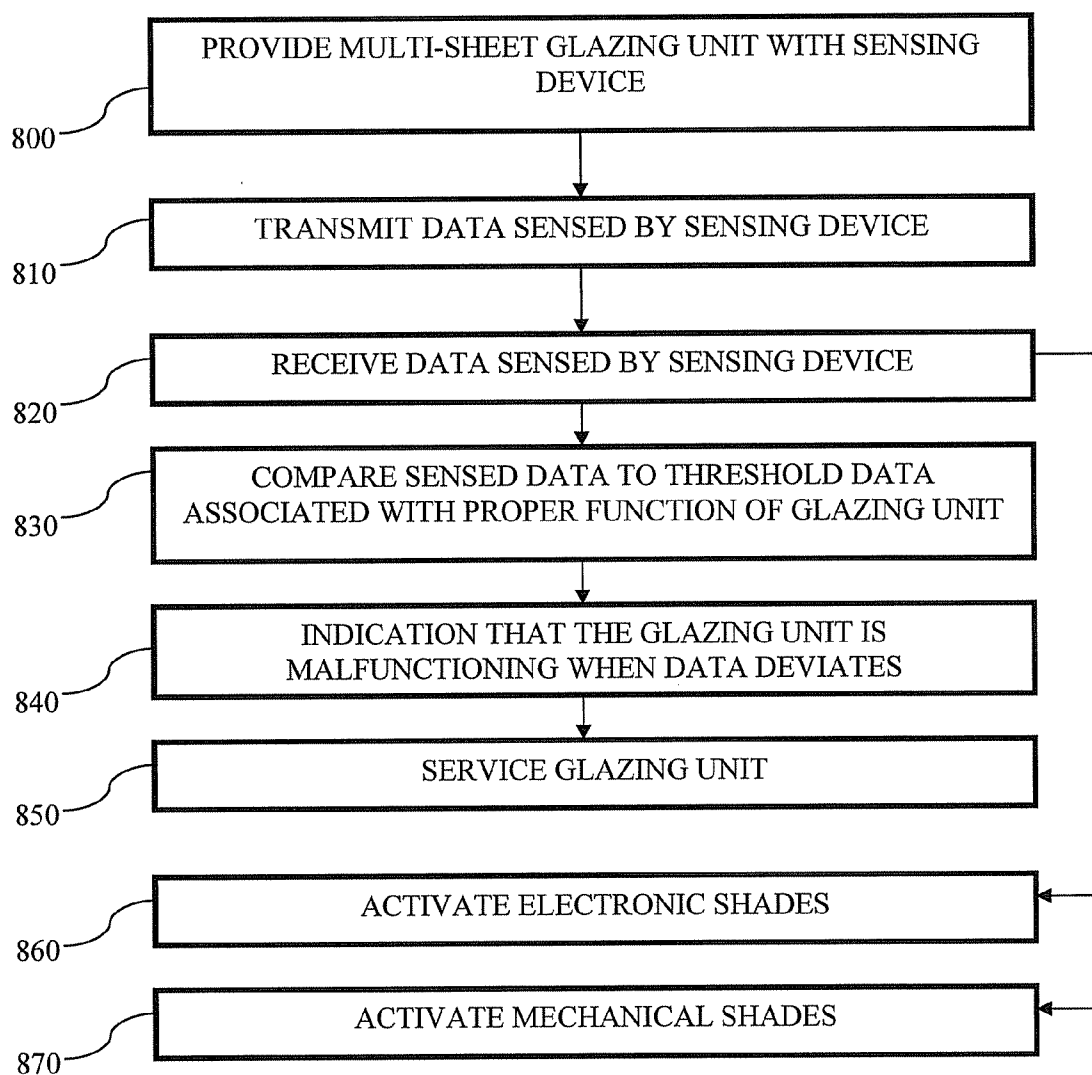 PROVIDE MULTI-SHEET GLAZING UNIT WITH SENSING
DEVICE
800
TRANSMIT DATA SENSED BY SENSING DEVICE
810
RECEIVE DATA SENSED BY SENSING DEVICE
820
COMPARE SENSED DATA TO THRESHOLD DATA
ASSOCIATED WITH PROPER FUNCTION OF GLAZING UNIT
830
INDICATION THAT THE GLAZING UNIT IS
MALFUNCTIONING WHEN DATA DEVIATES
840
SERVICE GLAZING UNIT
850
ACTIVATE ELECTRONIC SHADES
860
ACTIVATE MECHANICAL SHADES
870